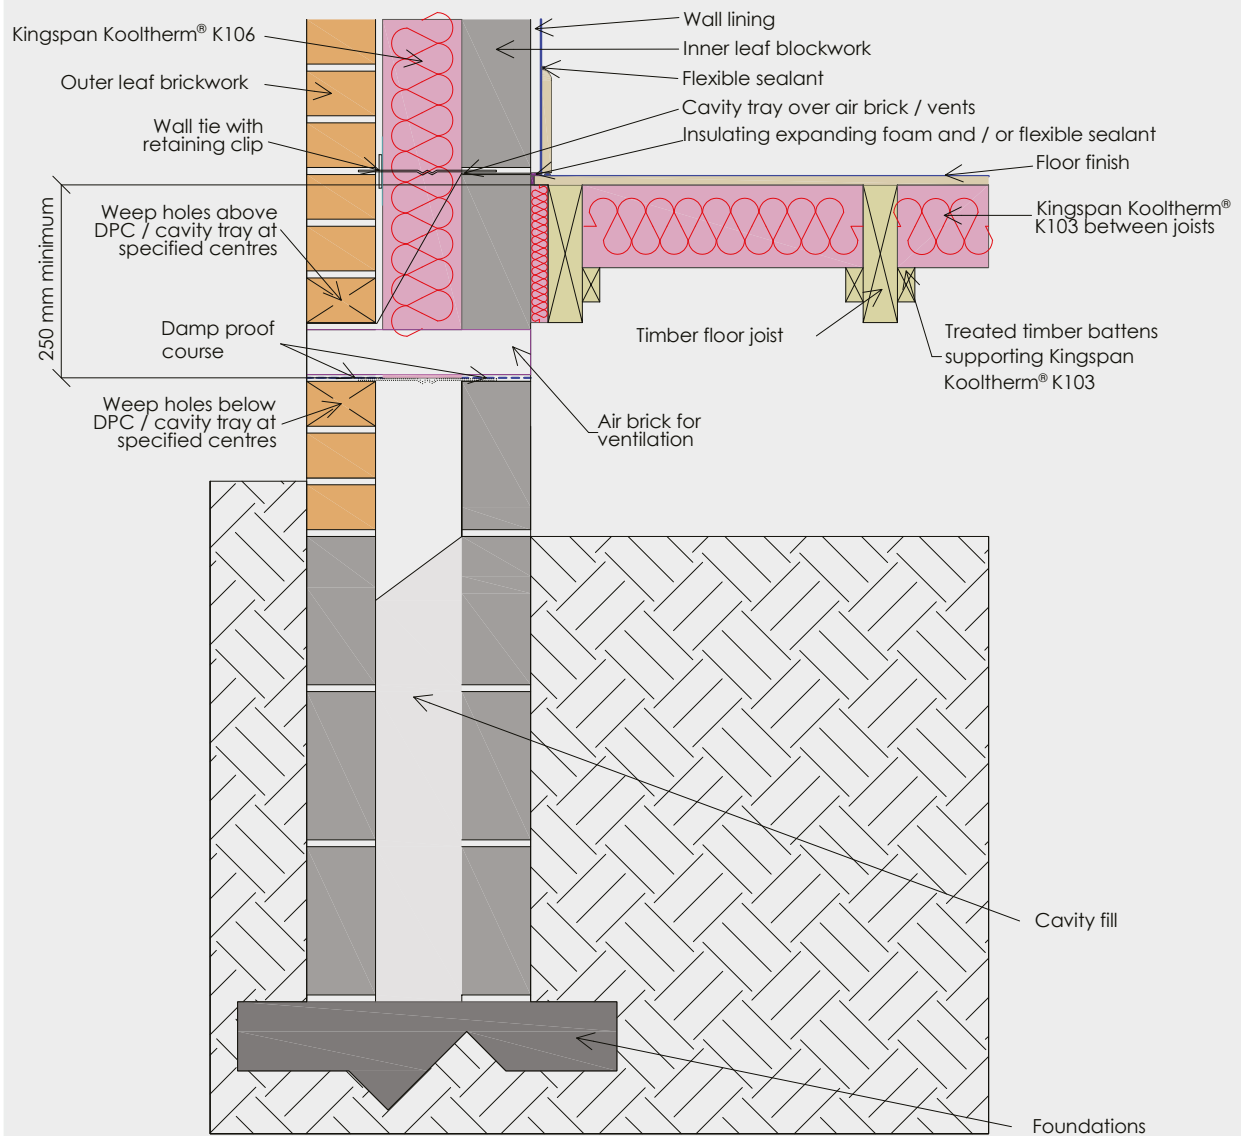 Kingspan Kooltherm® K106
Outer leaf brickwork
Wall tie with
retaining clip
Weep holes above
DPC / cavity tray at
specified centres
250 mm minimum
Damp proof
course
Weep holes below
DPC / cavity tray at
specified centres
Wall lining
Inner leaf blockwork
Flexible sealant
Cavity tray over air brick / vents
Insulating expanding foam and / or flexible sealant
Floor finish
Kingspan Kooltherm®
K103 between joists
Timber floor joist
Treated timber battens
supporting Kingspan
Kooltherm® K103
Air brick for
ventilation
Cavity fill
Foundations